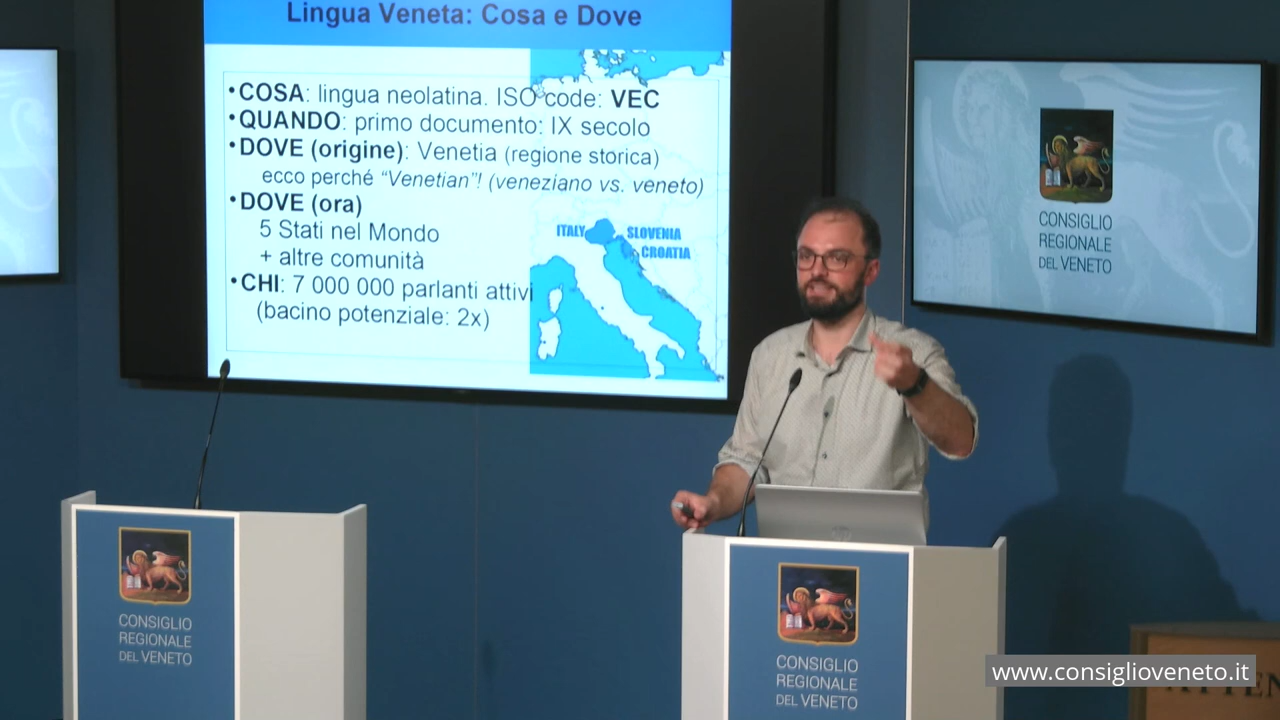 Lingua Veneta: Cosa e Dove
•COSA: lingua neolatina. ISO code: VEC
•QUANDO: primo documento: IX secolo
•DOVE (origine): Venetia (regione storica)
ecco perché “Venetian”! (veneziano vs. veneto)
•DOVE (ora)
5 Stati nel Mondo
+ altre comunità
•CHI: 7 000 000 parlanti attivi
(bacino potenziale: 2x)
ITALY
SLOVENIA
CROATIA
CONSIGLIO
REGIONALE
DEL VENETO
CONSIGLIO
REGIONALE
DEL VENETO
CONSIGLIO
REGIONALE
DEL VENETO
www.consiglioveneto.it